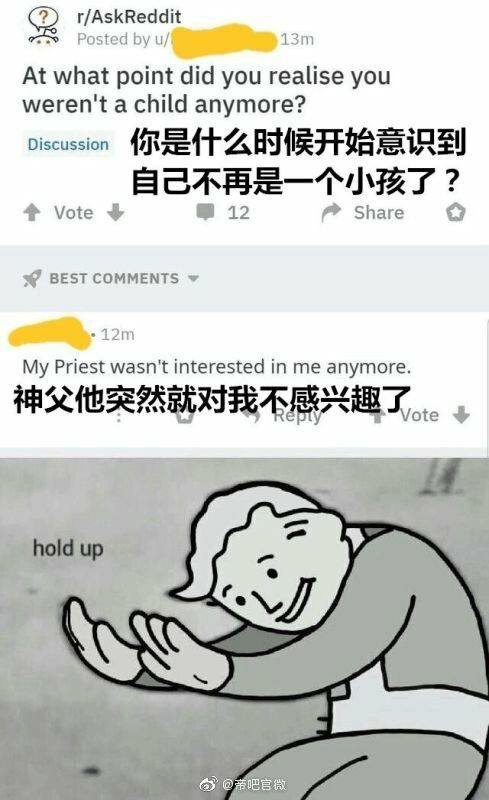 r/AskReddit
Posted by u/
13m
At what point did you realise you
weren't a child anymore?
Discussion
你是什么时候开始意识到
自己不再是一个小孩了？
Vote
12
Share
BEST COMMENTS
· 12m
My Priest wasn't interested in me anymore.
神父他突然就对我不感兴趣了
Reply
Vote
hold up
@帝吧官微